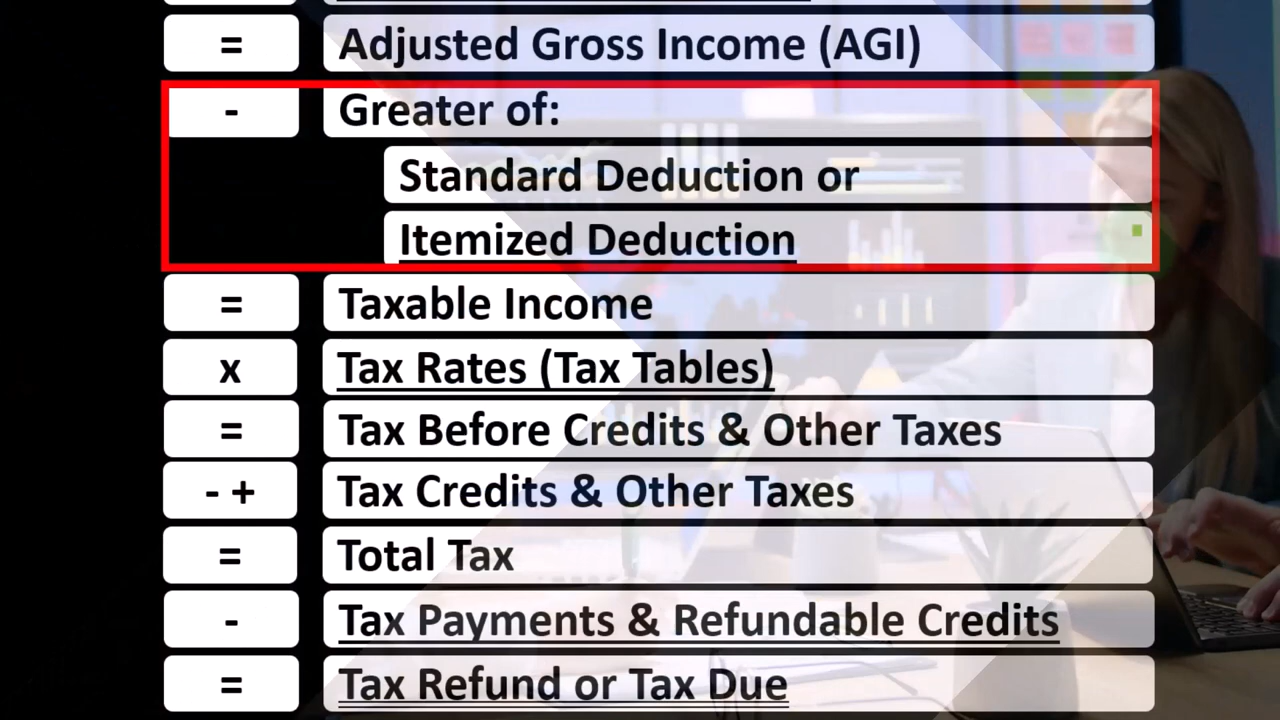 = Adjusted Gross Income (AGI)
- Greater of:
Standard Deduction or
Itemized Deduction
= Taxable Income
x Tax Rates (Tax Tables)
= Tax Before Credits & Other Taxes
- + Tax Credits & Other Taxes
= Total Tax
- Tax Payments & Refundable Credits
= Tax Refund or Tax Due